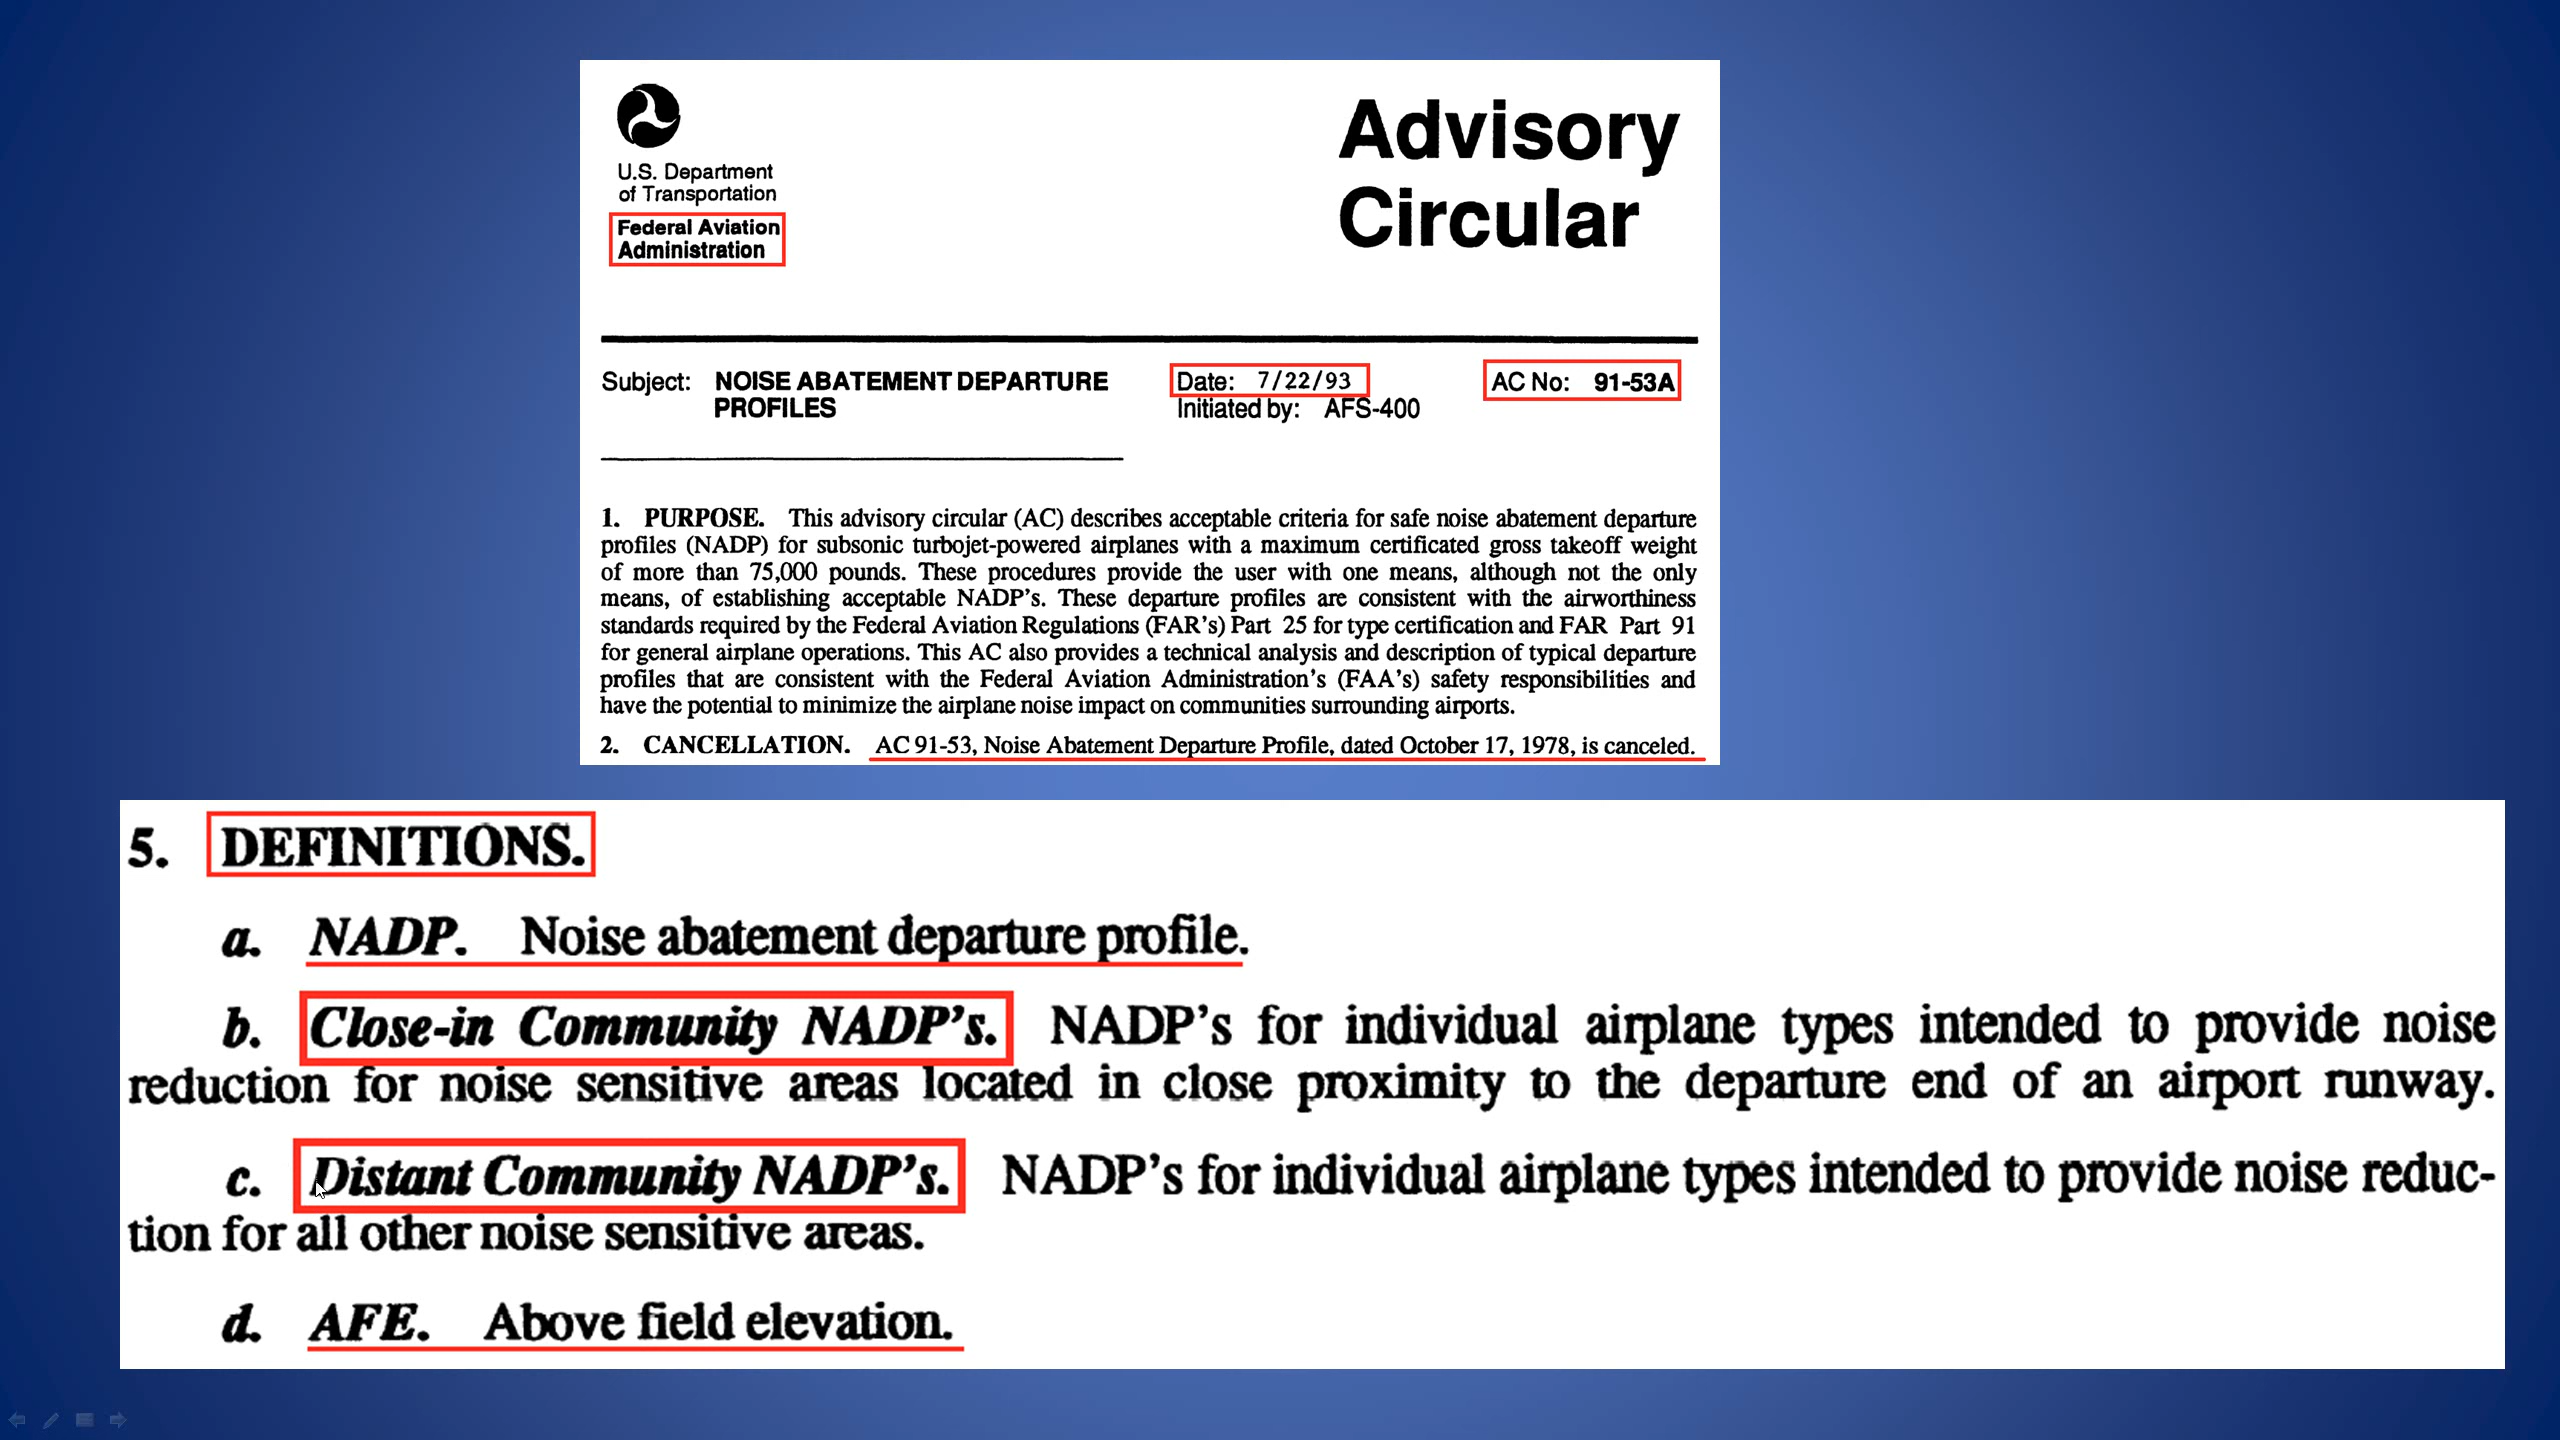 U.S. Department
of Transportation
Federal Aviation
Administration
Advisory
Circular
Subject: NOISE ABATEMENT DEPARTURE
PROFILES
Date: 7/22/93
Initiated by: AFS-400
AC No: 91-53A
1. PURPOSE. This advisory circular (AC) describes acceptable criteria for safe noise abatement departure
profiles (NADP) for subsonic turbojet-powered airplanes with a maximum certificated gross takeoff weight
of more than 75,000 pounds. These procedures provide the user with one means, although not the only
means, of establishing acceptable NADP's. These departure profiles are consistent with the airworthiness
standards required by the Federal Aviation Regulations (FAR's) Part 25 for type certification and FAR Part 91
for general airplane operations. This AC also provides a technical analysis and description of typical departure
profiles that are consistent with the Federal Aviation Administration's (FAA's) safety responsibilities and
have the potential to minimize the airplane noise impact on communities surrounding airports.
2. CANCELLATION. AC 91-53, Noise Abatement Departure Profile, dated October 17, 1978, is canceled.
5. DEFINITIONS.
a. NADP. Noise abatement departure profile.
b. Close-in Community NADP's. NADP's for individual airplane types intended to provide noise
reduction for noise sensitive areas located in close proximity to the departure end of an airport runway.
c. Distant Community NADP's. NADP's for individual airplane types intended to provide noise reduc-
tion for all other noise sensitive areas.
d. AFE. Above field elevation.